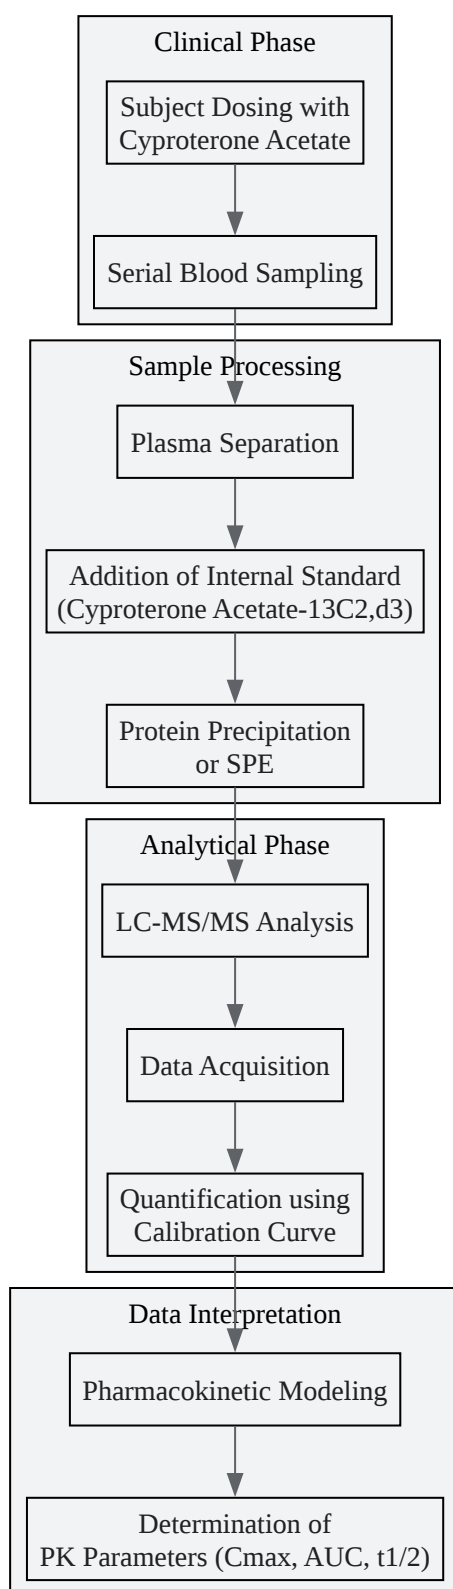 Clinical Phase
Subject Dosing with
Cyproterone Acetate
Serial Blood Sampling
Sample Processing
Plasma Separation
Addition of Internal Standard
(Cyproterone Acetate-13C2,d3)
Protein Precipitation
or SPE
Analytical Phase
LC-MS/MS Analysis
Data Acquisition
Quantification using
Calibration Curve
Data Interpretation
Pharmacokinetic Modeling
Determination of
PK Parameters (Cmax, AUC, t1/2)